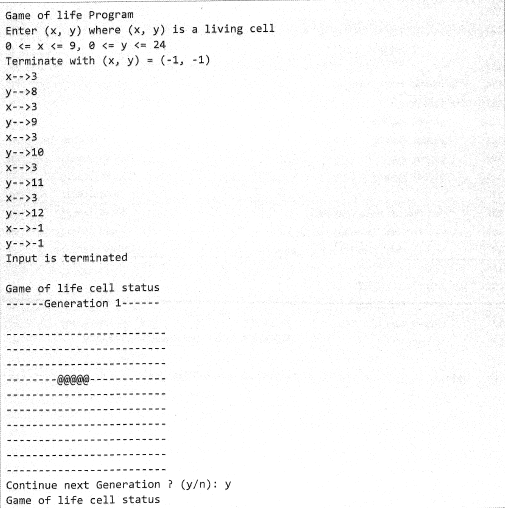 Game of life Program
Enter (x, y) where (x, y) is a living cell
0 <= x <= 9, 0 <= y <= 24
Terminate with (x, y) = (-1, -1)
x-->3
y-->8
x-->3
y-->9
x-->3
y-->10
x-->3
y-->11
x-->3
y-->12
x-->-1
y-->-1
Input is terminated
Game of life cell status
------Generation 1------
-------------------------
-------------------------
-------------------------
--------@@@@@------------
-------------------------
-------------------------
-------------------------
-------------------------
-------------------------
-------------------------
Continue next Generation ? (y/n): y
Game of life cell status